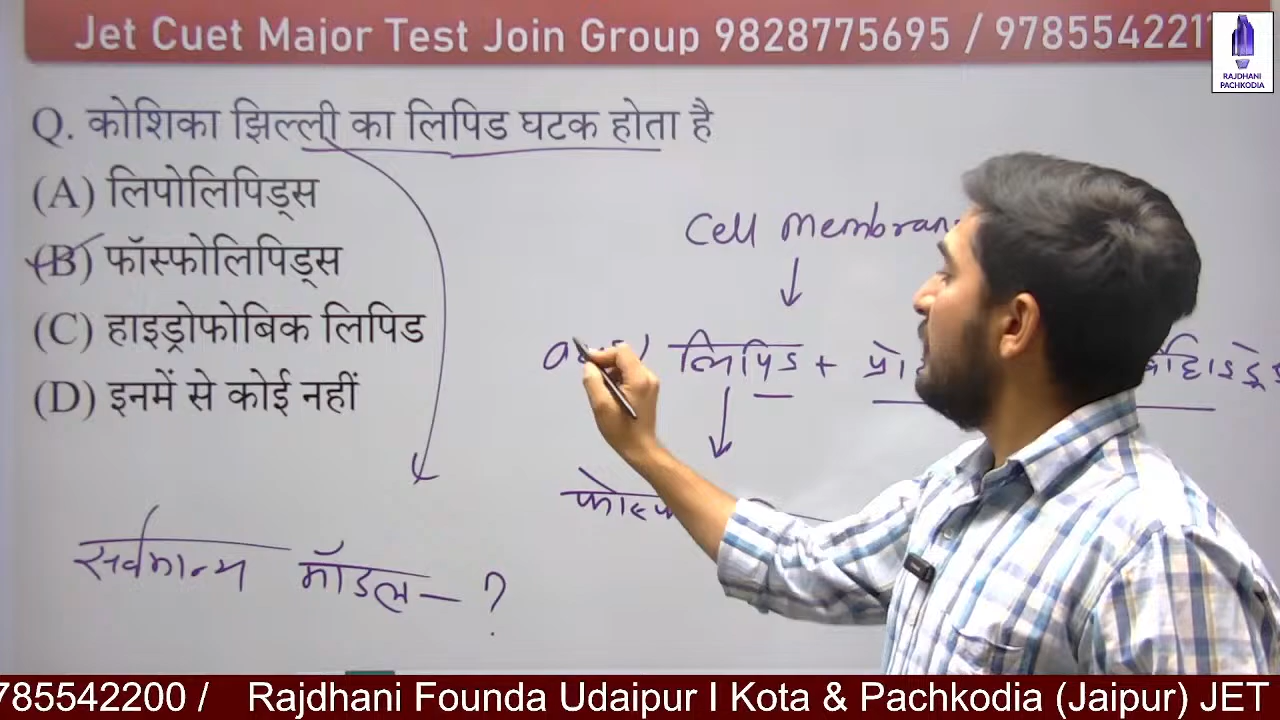 Jet Cuet Major Test Join Group 9828775695 / 978554221
RAJDHANI
PACHKODIA
Q. कोशिका झिल्ली का लिपिड घटक होता है
(A) लिपोलिपिड्स
(B) फॉस्फोलिपिड्स
(C) हाइड्रोफोबिक लिपिड
(D) इनमें से कोई नहीं
Cell Membran
लिपिड + प्रो
सर्वमान्य मॉडल - ?
785542200 / Rajdhani Founda Udaipur I Kota & Pachkodia (Jaipur) JET